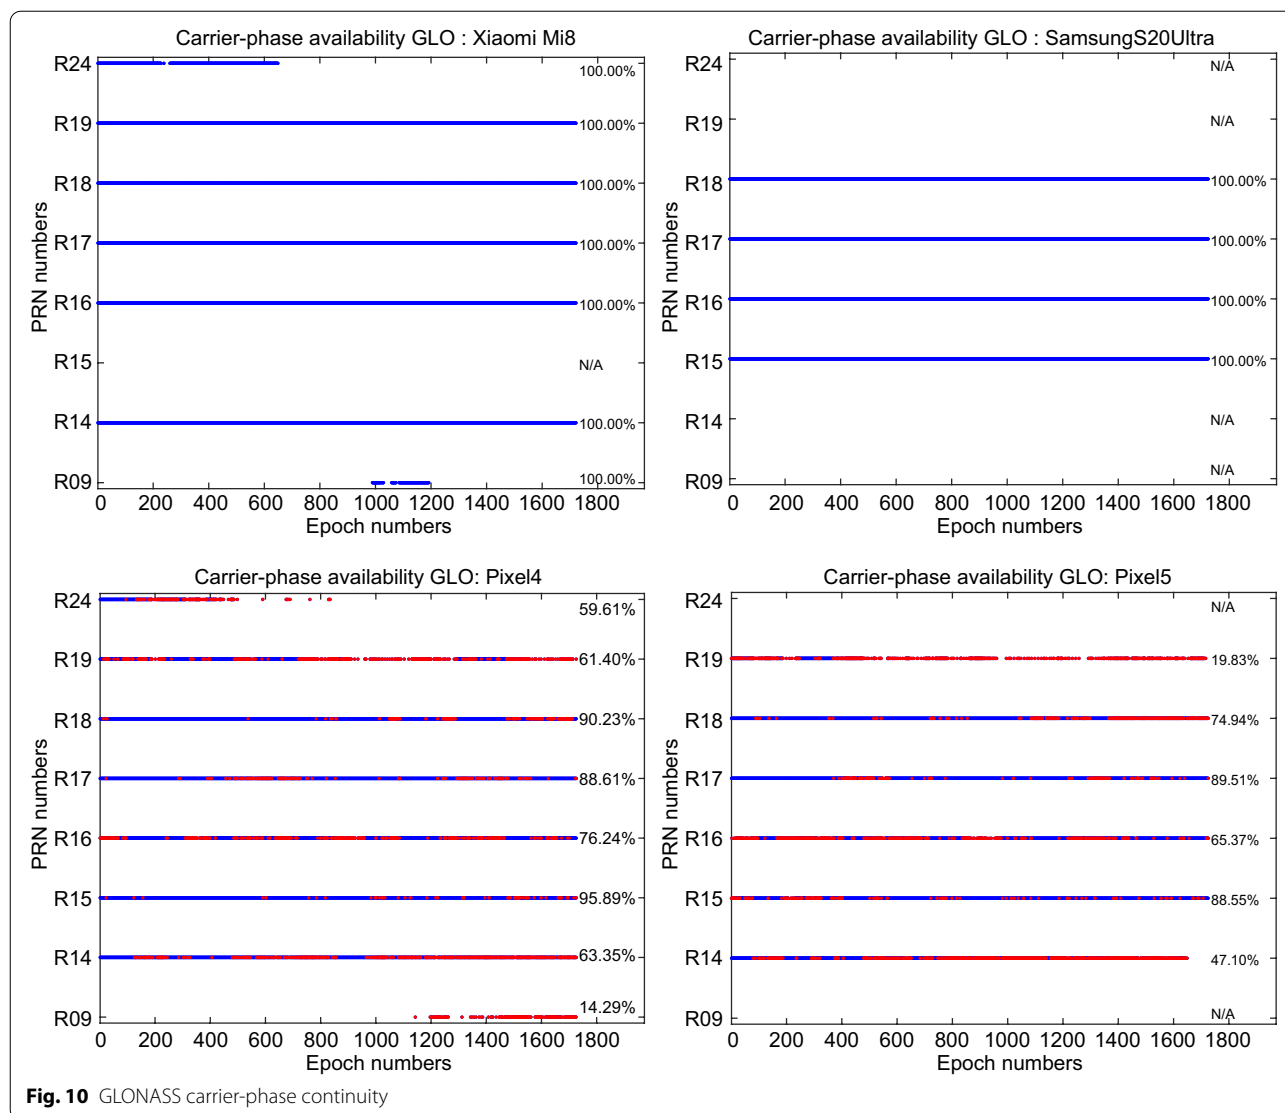 Carrier-phase availability GLO : Xiaomi Mi8
PRN numbers
R24 100.00%
R19 100.00%
R18 100.00%
R17 100.00%
R16 100.00%
R15 N/A
R14 100.00%
R09 100.00%
0 200 400 600 800 1000 1200 1400 1600 1800
Epoch numbers
Carrier-phase availability GLO : SamsungS20Ultra
PRN numbers
R24 N/A
R19 N/A
R18 100.00%
R17 100.00%
R16 100.00%
R15 100.00%
R14 N/A
R09 N/A
0 200 400 600 800 1000 1200 1400 1600 1800
Epoch numbers
Carrier-phase availability GLO: Pixel4
PRN numbers
R24 59.61%
R19 61.40%
R18 90.23%
R17 88.61%
R16 76.24%
R15 95.89%
R14 63.35%
R09 14.29%
0 200 400 600 800 1000 1200 1400 1600 1800
Epoch numbers
Carrier-phase availability GLO: Pixel5
PRN numbers
R24 N/A
R19 19.83%
R18 74.94%
R17 89.51%
R16 65.37%
R15 88.55%
R14 47.10%
R09 N/A
0 200 400 600 800 1000 1200 1400 1600 1800
Epoch numbers
Fig. 10 GLONASS carrier-phase continuity